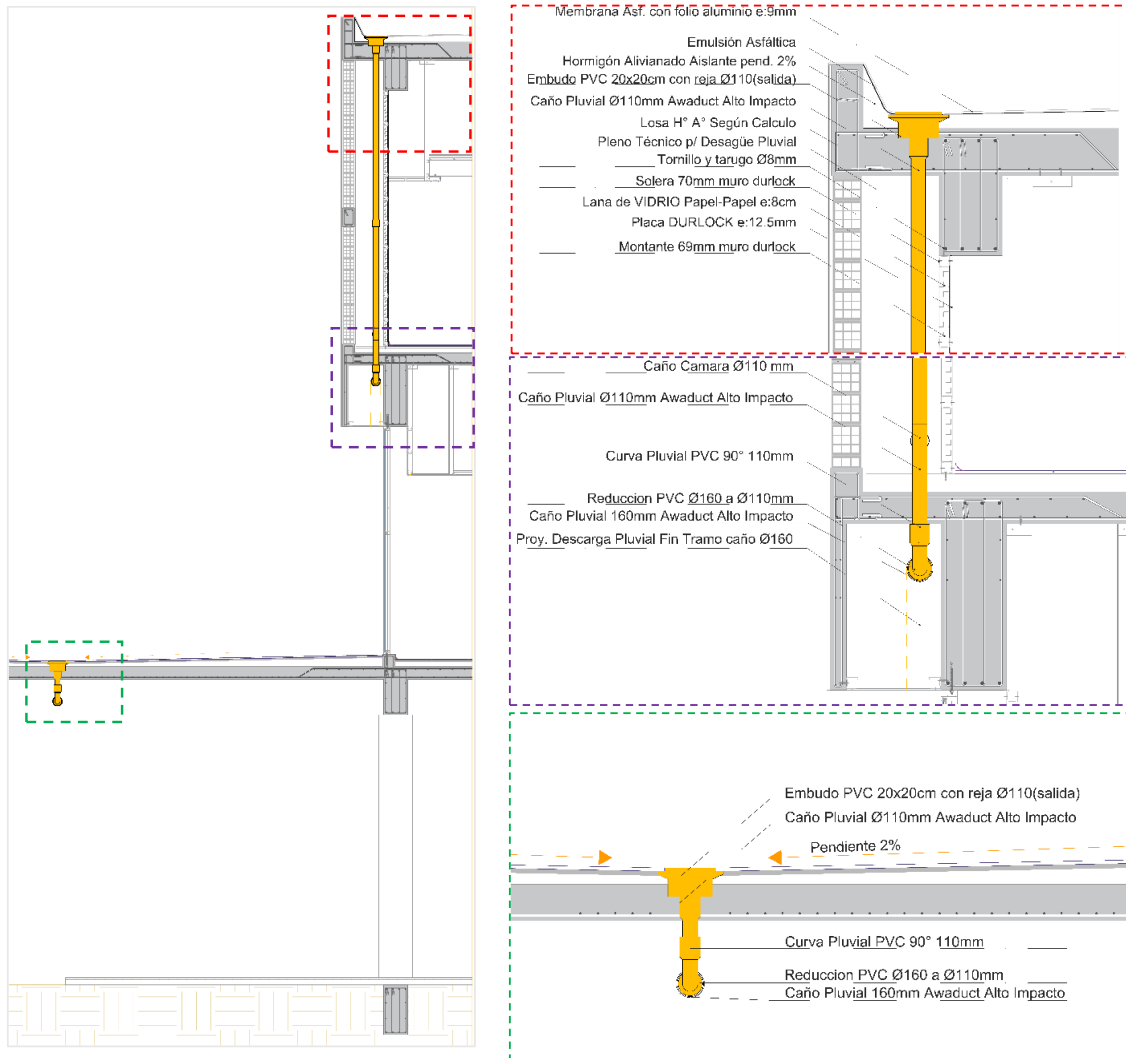 Membrana Asf. con folio aluminio e:9mm
Emulsión Asfáltica
Hormigón Alivianado Aislante pend. 2%
Embudo PVC 20x20cm con reja Ø110(salida)
Caño Pluvial Ø110mm Awaduct Alto Impacto
Losa H° A° Según Calculo
Pleno Técnico p/ Desagüe Pluvial
Tornillo y tarugo Ø8mm
Solera 70mm muro durlock
Lana de VIDRIO Papel-Papel e:8cm
Placa DURLOCK e:12.5mm
Montante 69mm muro durlock
Caño Camara Ø110 mm
Caño Pluvial Ø110mm Awaduct Alto Impacto
Curva Pluvial PVC 90° 110mm
Reduccion PVC Ø160 a Ø110mm
Caño Pluvial 160mm Awaduct Alto Impacto
Proy. Descarga Pluvial Fin Tramo caño Ø160
Embudo PVC 20x20cm con reja Ø110(salida)
Caño Pluvial Ø110mm Awaduct Alto Impacto
Pendiente 2%
Curva Pluvial PVC 90° 110mm
Reduccion PVC Ø160 a Ø110mm
Caño Pluvial 160mm Awaduct Alto Impacto